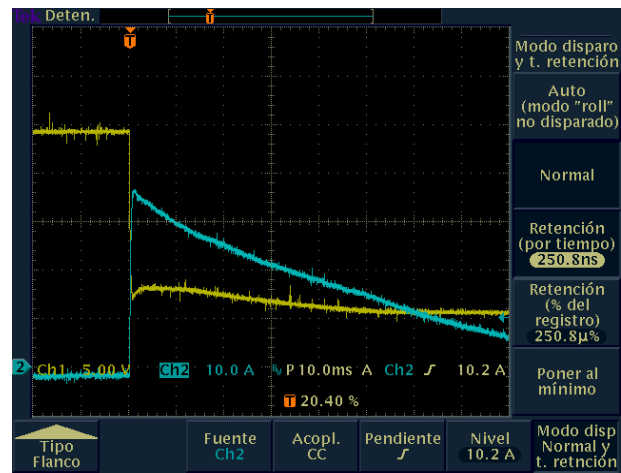 Tek Deten.
T
T
Modo disparo
y t. retención
Auto
(modo "roll"
no disparado)
Normal
Retención
(por tiempo)
250.8ns
Retención
(% del
registro)
250.8µ%
Poner al
mínimo
2
Ch1 5.00 V Ch2 10.0 A P 10.0ms A Ch2 10.2 A
T 20.40 %
Tipo
Flanco
Fuente
Ch2
Acopl.
CC
Pendiente
Nivel
10.2 A
Modo disp
Normal y
t. retnción